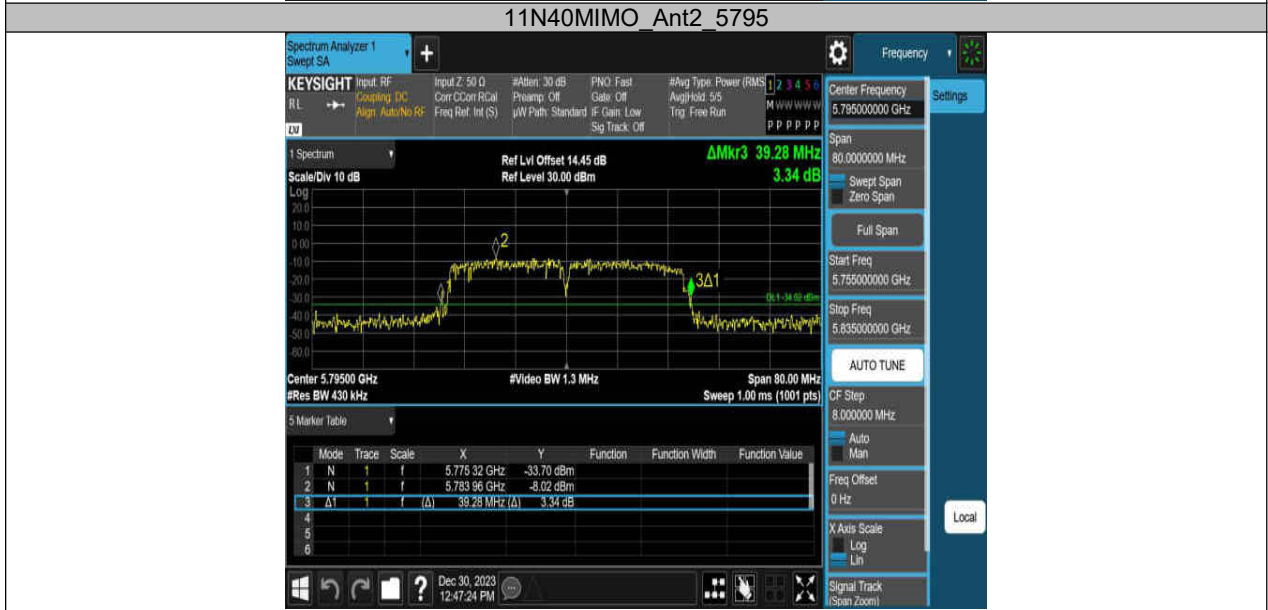 11N40MIMO_Ant2_5795
Spectrum Analyzer 1
Swept SA
+
Frequency
KEYSIGHT
RL
LXI
Input: RF
Coupling: DC
Align: Auto/No RF
Input Z: 50 Ω
Corr CCorr RCal
Freq Ref: Int (S)
#Atten: 30 dB
Preamp: Off
µW Path: Standard
PNO: Fast
Gate: Off
IF Gain: Low
Sig Track: Off
#Avg Type: Power (RMS
Avg|Hold: 5/5
Trig: Free Run
1 2 3 4 5 6
M W W W W W
P P P P P P
1 Spectrum
Scale/Div 10 dB
Ref Lvl Offset 14.45 dB
Ref Level 30.00 dBm
ΔMkr3 39.28 MHz
3.34 dB
Log
20.0
10.0
0.00
-10.0
-20.0
-30.0
-40.0
-50.0
-60.0
2
3Δ1
DL1 -34.02 dBm
Center 5.79500 GHz
#Res BW 430 kHz
#Video BW 1.3 MHz
Span 80.00 MHz
Sweep 1.00 ms (1001 pts)
5 Marker Table
Mode Trace Scale X Y Function Function Width Function Value
1 N 1 f 5.775 32 GHz -33.70 dBm
2 N 1 f 5.783 96 GHz -8.02 dBm
3 Δ1 1 f (Δ) 39.28 MHz (Δ) 3.34 dB
4
5
6
Dec 30, 2023
12:47:24 PM
Center Frequency
5.795000000 GHz
Span
80.0000000 MHz
Swept Span
Zero Span
Full Span
Start Freq
5.755000000 GHz
Stop Freq
5.835000000 GHz
AUTO TUNE
CF Step
8.000000 MHz
Auto
Man
Freq Offset
0 Hz
X Axis Scale
Log
Lin
Signal Track
(Span Zoom)
Settings
Local